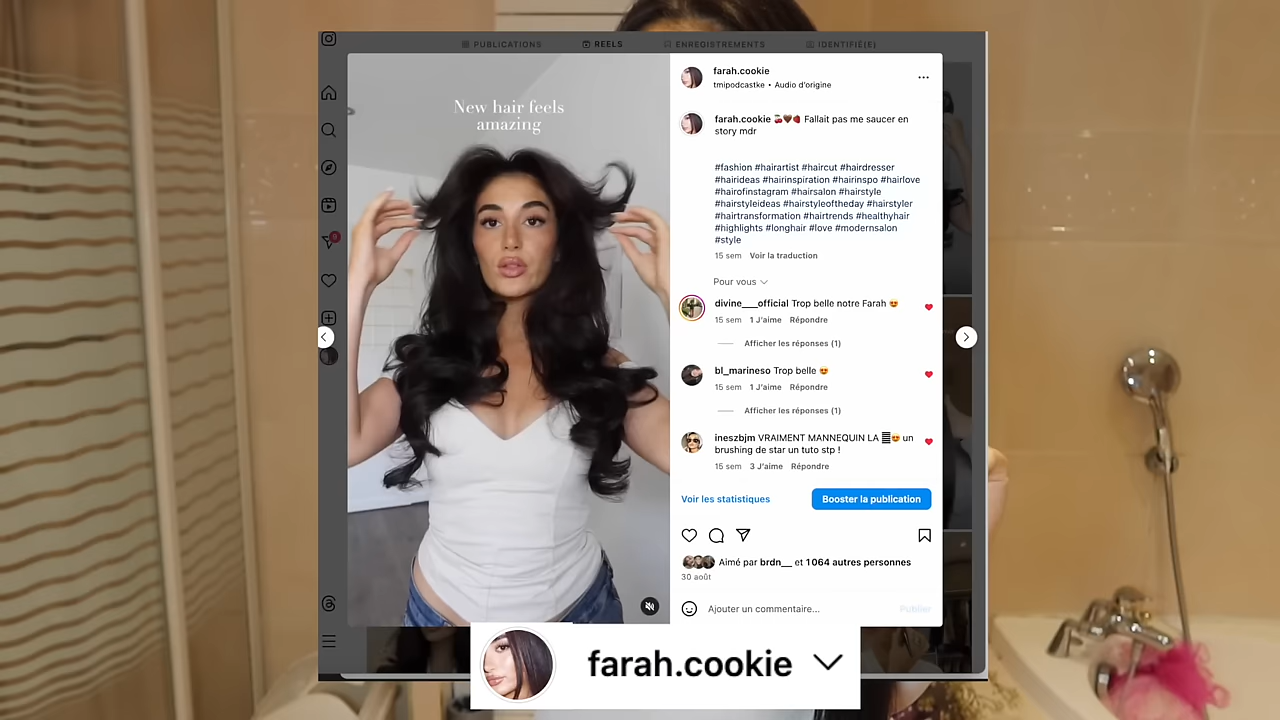 PUBLICATIONS
REELS
ENREGISTREMENTS
IDENTIFIÉ(E)
New hair feels
amazing
farah.cookie
tmipodcastke • Audio d'origine
farah.cookie 🍒🖤🍓 Fallait pas me saucer en
story mdr
#fashion #hairartist #haircut #hairdresser
#hairideas #hairinspiration #hairinspo #hairlove
#hairofinstagram #hairsalon #hairstyle
#hairstyleideas #hairstyleoftheday #hairstyler
#hairtransformation #hairtrends #healthyhair
#highlights #longhair #love #modernsalon
#style
15 sem Voir la traduction
Pour vous
divine___official Trop belle notre Farah 😍
15 sem 1 J'aime Répondre
Afficher les réponses (1)
bl_marineso Trop belle 😍
15 sem 1 J'aime Répondre
Afficher les réponses (1)
ineszbjm VRAIMENT MANNEQUIN LA 😍 un
brushing de star un tuto stp !
15 sem 3 J'aime Répondre
Voir les statistiques
Booster la publication
Aimé par brdn__ et 1 064 autres personnes
30 août
Ajouter un commentaire...
Publier
farah.cookie